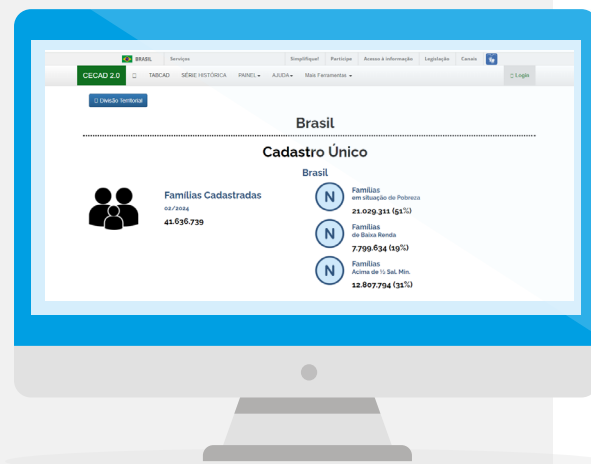 BRASIL Serviços Simplifique! Participe Acesso à informação Legislação Canais
CECAD 2.0 TABCAD SÉRIE HISTÓRICA PAINEL AJUDA Mais Ferramentas Login
Divisão Territorial
Brasil
Cadastro Único
Brasil
Famílias Cadastradas
02/2024
41.636.739
N
Famílias
em situação de Pobreza
21.029.311 (51%)
N
Famílias
de Baixa Renda
7.799.634 (19%)
N
Famílias
Acima de ½ Sal. Min.
12.807.794 (31%)